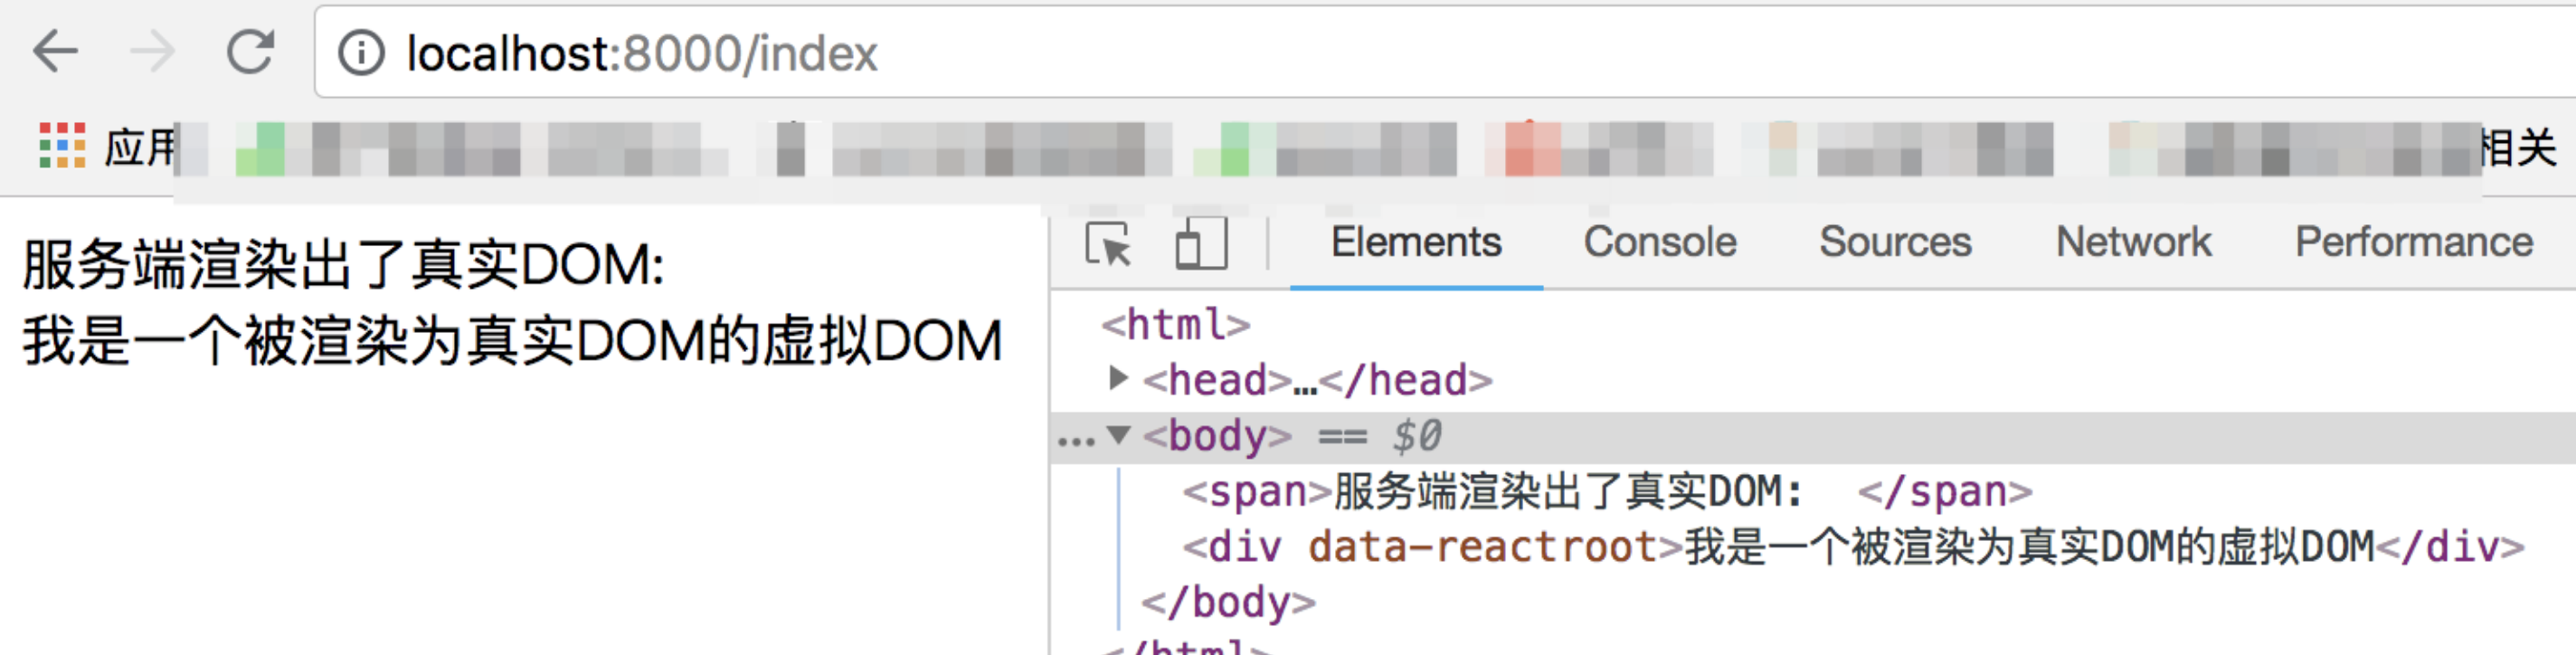 localhost:8000/index
应用
相关
服务端渲染出了真实DOM:
我是一个被渲染为真实DOM的虚拟DOM
Elements Console Sources Network Performance
<html>
<head>…</head>
… <body> == $0
<span>服务端渲染出了真实DOM: </span>
<div data-reactroot>我是一个被渲染为真实DOM的虚拟DOM</div>
</body>
</html>